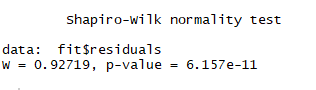 Shapiro-Wilk normality test
data: fit$residuals
W = 0.92719, p-value = 6.157e-11